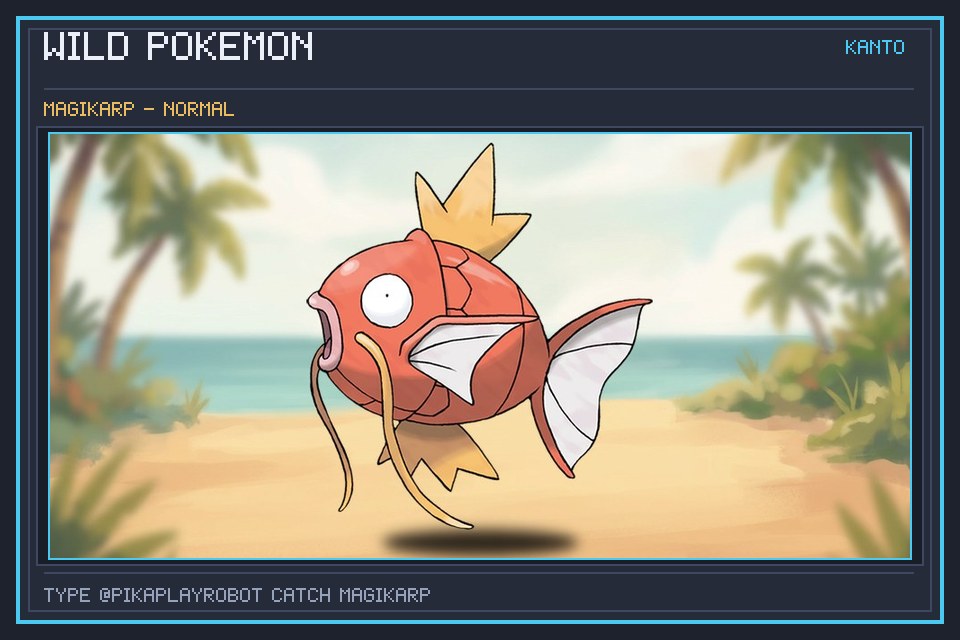 WILD POKEMON
KANTO
MAGIKARP – NORMAL
TYPE @PIKAPLAYROBOT CATCH MAGIKARP